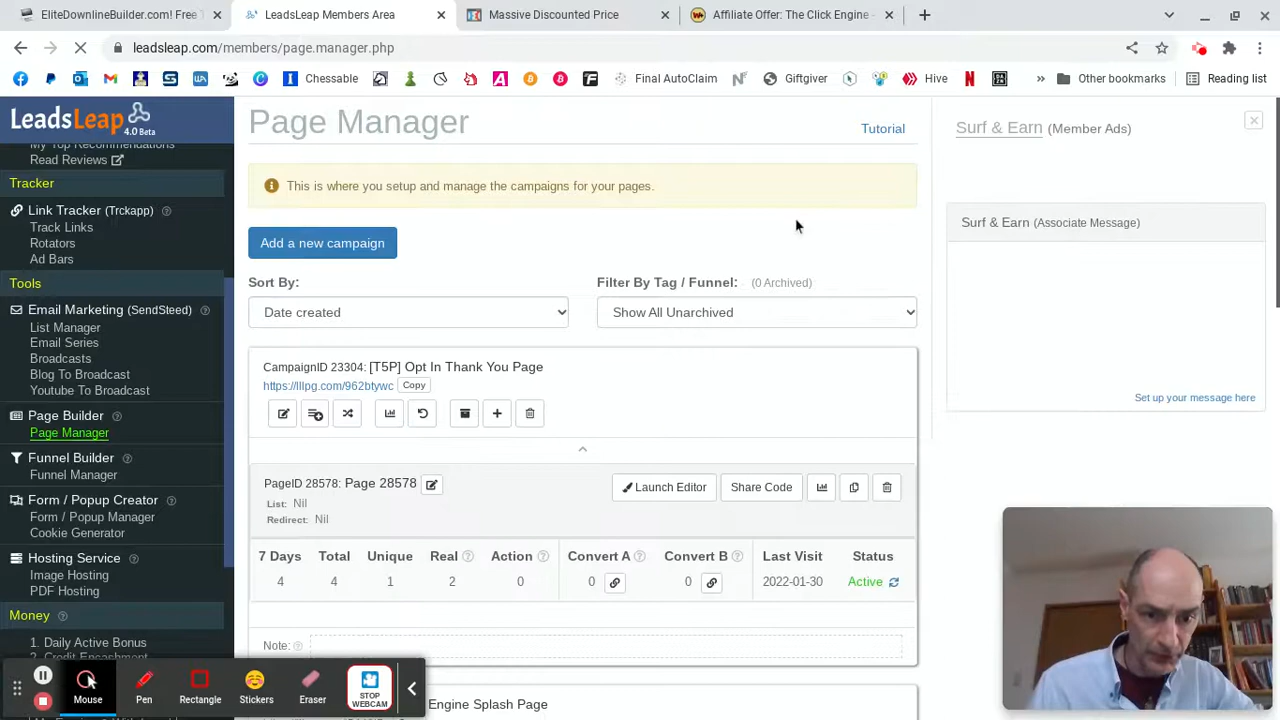 EliteDownlineBuilder.com! Free T
LeadsLeap Members Area
Massive Discounted Price
Affiliate Offer: The Click Engine -
leadsleap.com/members/page.manager.php
Chessable
Final AutoClaim
Giftgiver
Hive
Other bookmarks
Reading list
LeadsLeap
4.0 Beta
My Top Recommendations
Read Reviews
Tracker
Link Tracker (Trckapp)
Track Links
Rotators
Ad Bars
Tools
Email Marketing (SendSteed)
List Manager
Email Series
Broadcasts
Blog To Broadcast
Youtube To Broadcast
Page Builder
Page Manager
Funnel Builder
Funnel Manager
Form / Popup Creator
Form / Popup Manager
Cookie Generator
Hosting Service
Image Hosting
PDF Hosting
Money
1. Daily Active Bonus
2. Credit Encashment
Page Manager
Tutorial
This is where you setup and manage the campaigns for your pages.
Add a new campaign
Sort By:
Filter By Tag / Funnel: (0 Archived)
Date created
Show All Unarchived
CampaignID 23304: [T5P] Opt In Thank You Page
https://lllpg.com/962btywc Copy
PageID 28578: Page 28578
List: Nil
Redirect: Nil
Launch Editor
Share Code
7 Days Total Unique Real Action Convert A Convert B Last Visit Status
4 4 1 2 0 0 0 2022-01-30 Active
Note:
Engine Splash Page
Surf & Earn (Member Ads)
Surf & Earn (Associate Message)
Set up your message here
Mouse
Pen
Rectangle
Stickers
Eraser
STOP
WEBCAM